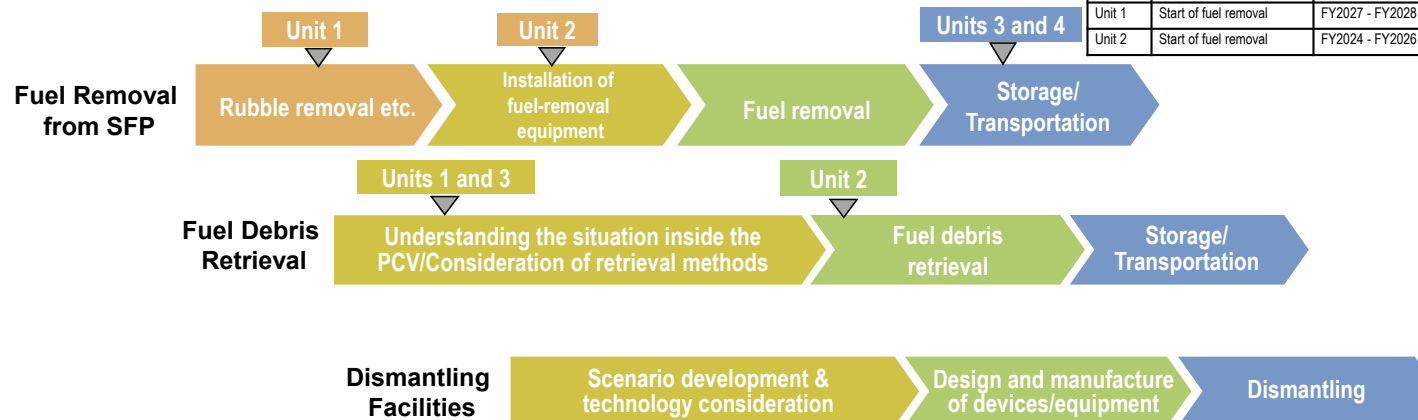 Unit 1 Start of fuel removal FY2027 - FY2028
Unit 2 Start of fuel removal FY2024 - FY2026
Unit 1
Unit 2
Units 3 and 4
Fuel Removal
from SFP
Rubble removal etc.
Installation of
fuel-removal
equipment
Fuel removal
Storage/
Transportation
Units 1 and 3
Unit 2
Fuel Debris
Retrieval
Understanding the situation inside the
PCV/Consideration of retrieval methods
Fuel debris
retrieval
Storage/
Transportation
Dismantling
Facilities
Scenario development &
technology consideration
Design and manufacture
of devices/equipment
Dismantling